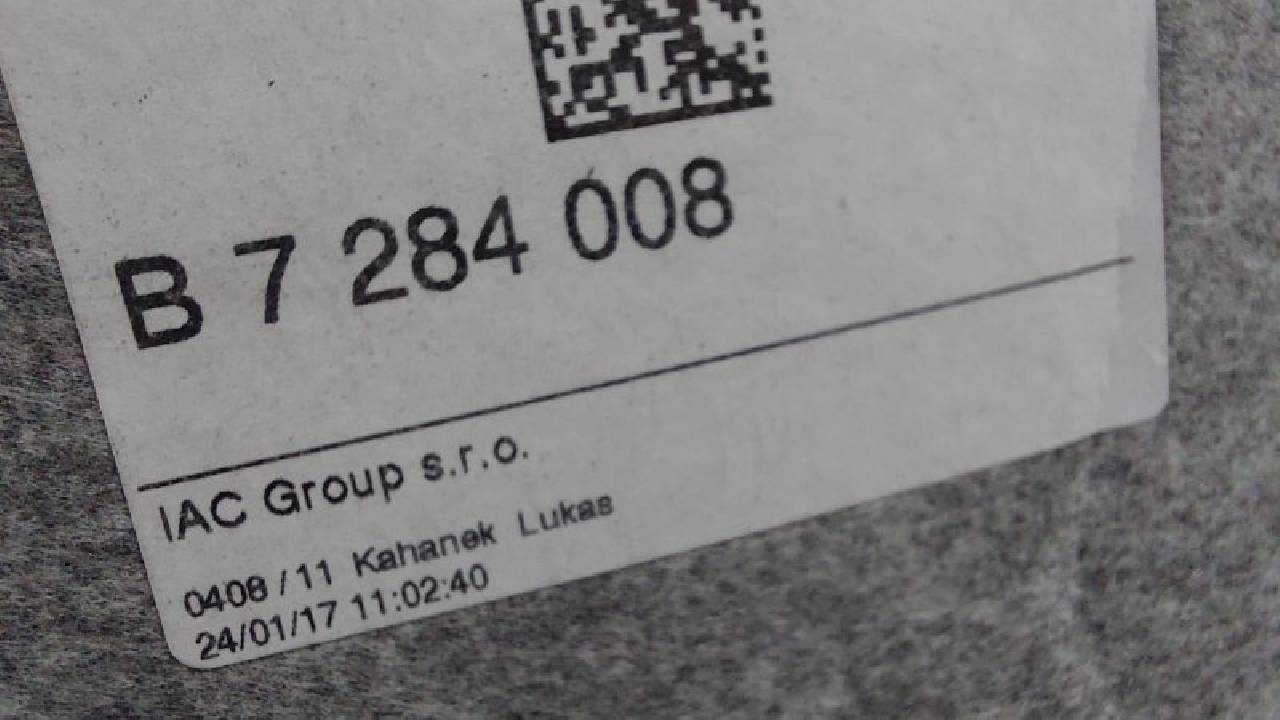 B 7 284 008
IAC Group s.r.o.
0408 / 11 Kahanek Lukas
24/01/17 11:02:40